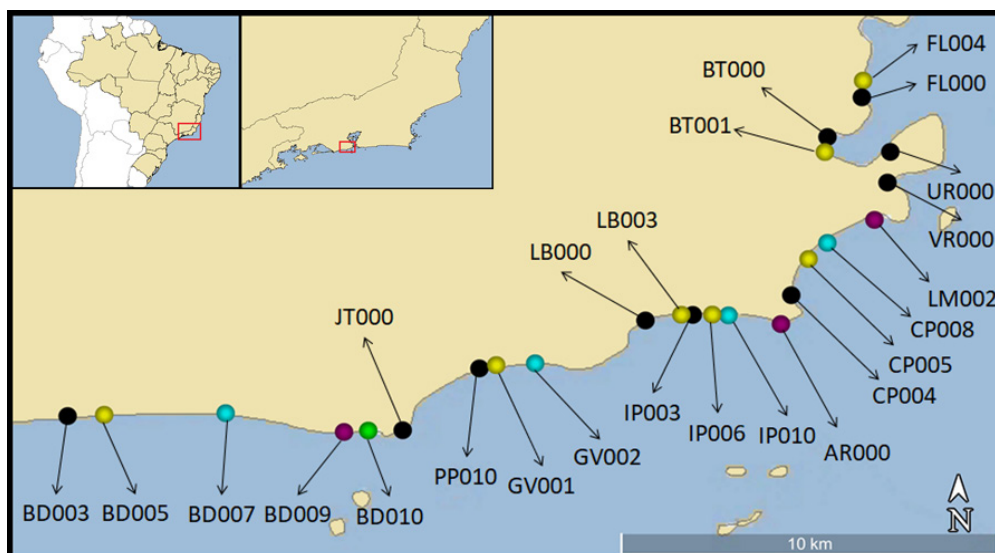 FL004
BT000
FL000
BT001
UR000
LB003
VR000
LB000
LM002
JT000
CP008
CP005
CP004
IP003
IP006
IP010
AR000
GV002
PP010
GV001
BD003
BD005
BD007
BD009
BD010
N
10 km